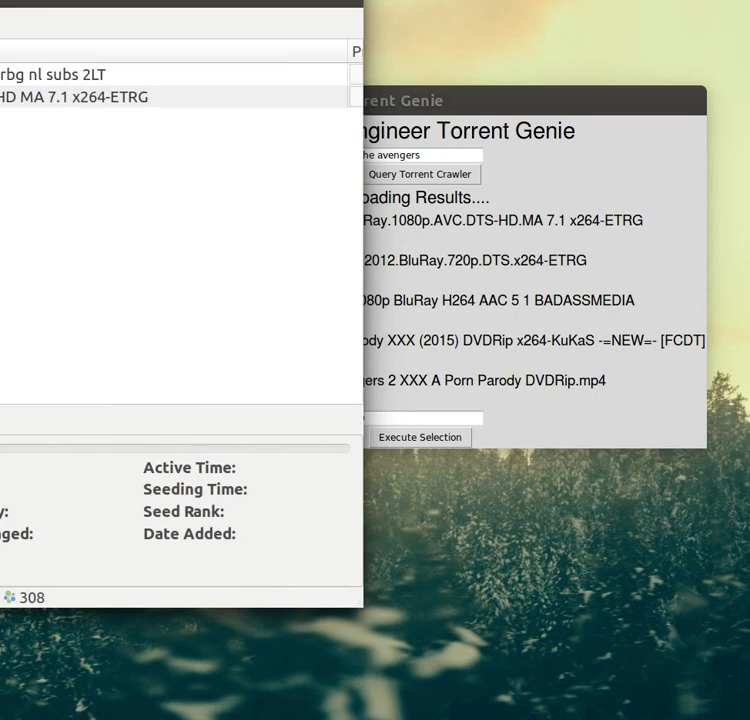 P
rbg nl subs 2LT
HD MA 7.1 x264-ETRG
Active Time:
Seeding Time:
y:
Seed Rank:
ged:
Date Added:
308
rent Genie
ngineer Torrent Genie
he avengers
Query Torrent Crawler
oading Results....
Ray.1080p.AVC.DTS-HD.MA 7.1 x264-ETRG
2012.BluRay.720p.DTS.x264-ETRG
080p BluRay H264 AAC 5 1 BADASSMEDIA
ody XXX (2015) DVDRip x264-KuKaS -=NEW=- [FCDT]
ers 2 XXX A Porn Parody DVDRip.mp4
Execute Selection